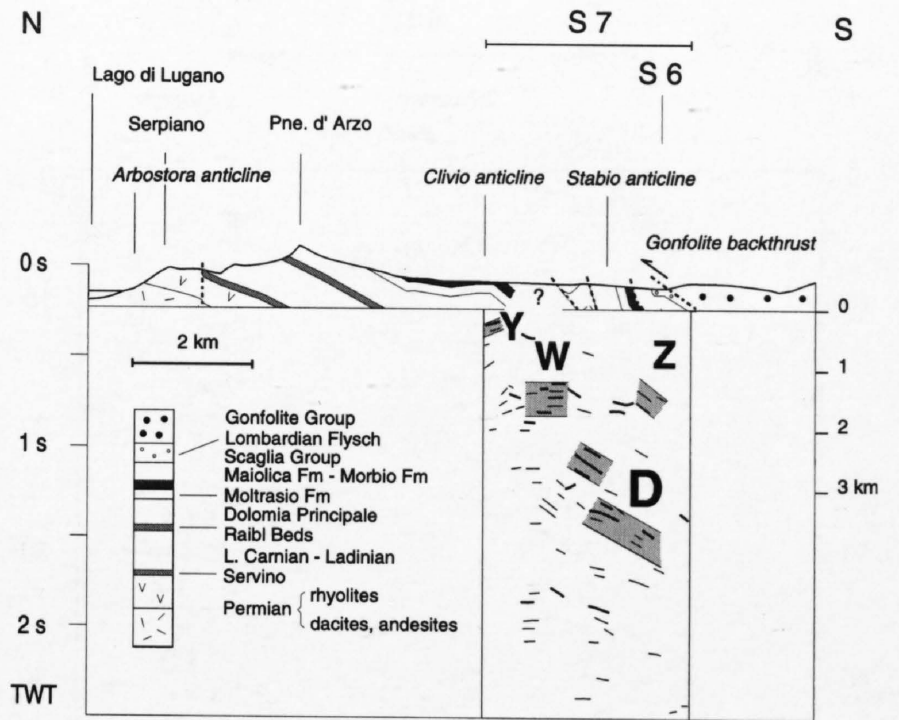 N
S 7
S
S 6
Lago di Lugano
Serpiano
Pne. d' Arzo
Arbostora anticline
Clivio anticline
Stabio anticline
Gonfolite backthrust
0 s
0
?
Y
W
Z
2 km
1
Gonfolite Group
Lombardian Flysch
Scaglia Group
Maiolica Fm - Morbio Fm
Moltrasio Fm
Dolomia Principale
Raibl Beds
L. Carnian - Ladinian
Servino
Permian { rhyolites
dacites, andesites
1 s
2
D
3 km
2 s
TWT